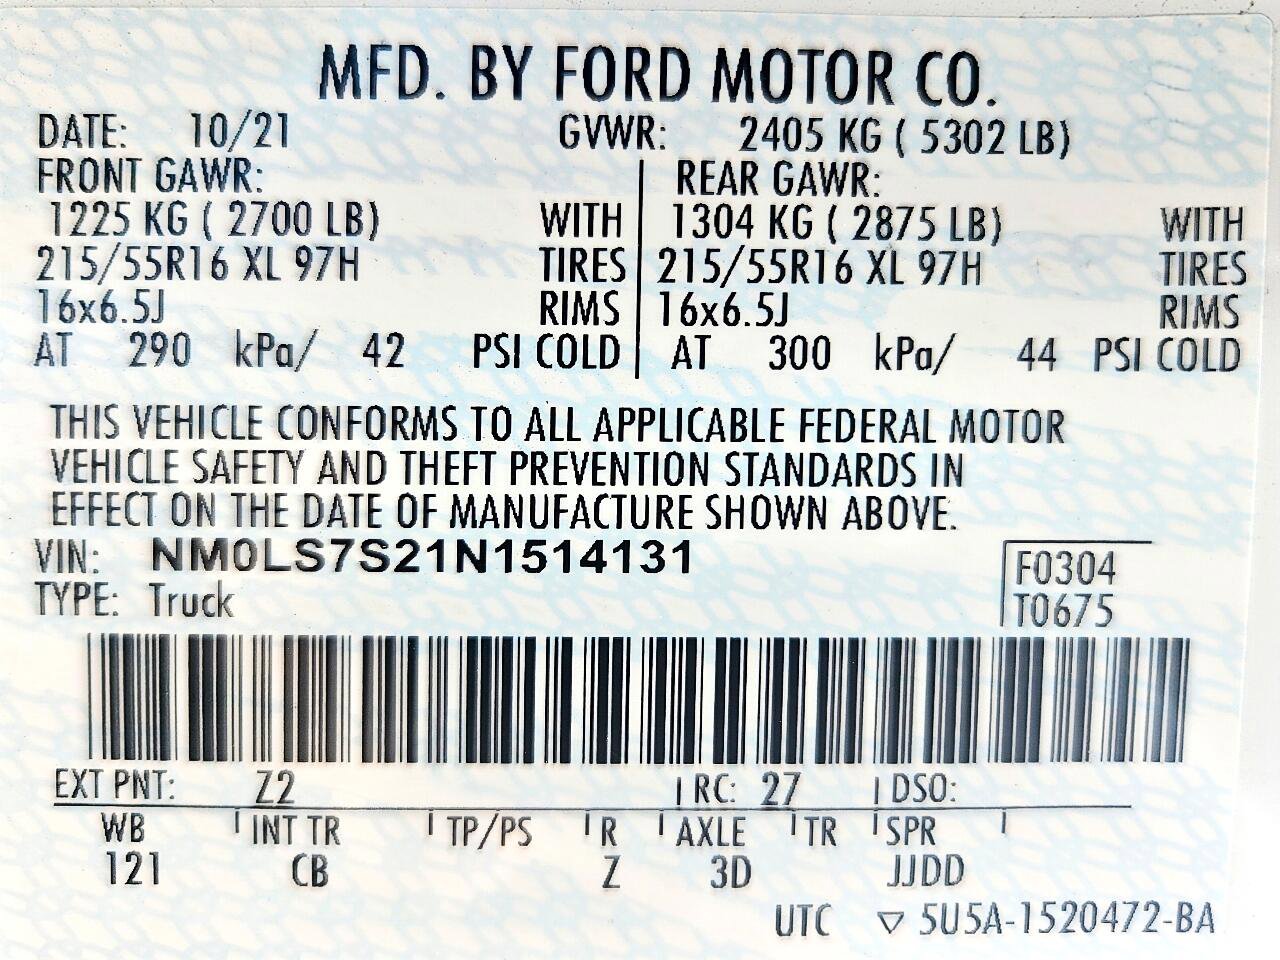 MFD. BY FORD MOTOR CO.
DATE: 10/21 GVWR: 2405 KG ( 5302 LB)
FRONT GAWR: REAR GAWR:
1225 KG ( 2700 LB) WITH 1304 KG ( 2875 LB) WITH
215/55R16 XL 97H TIRES 215/55R16 XL 97H TIRES
16x6.5J RIMS 16x6.5J RIMS
AT 290 kPa/ 42 PSI COLD AT 300 kPa/ 44 PSI COLD
THIS VEHICLE CONFORMS TO ALL APPLICABLE FEDERAL MOTOR
VEHICLE SAFETY AND THEFT PREVENTION STANDARDS IN
EFFECT ON THE DATE OF MANUFACTURE SHOWN ABOVE.
VIN: NM0LS7S21N1514131 F0304
TYPE: Truck T0675
EXT PNT: Z2 RC: 27 DSO:
WB INT TR TP/PS R AXLE TR SPR
121 CB Z 3D JJDD
UTC ▽ 5U5A-1520472-BA